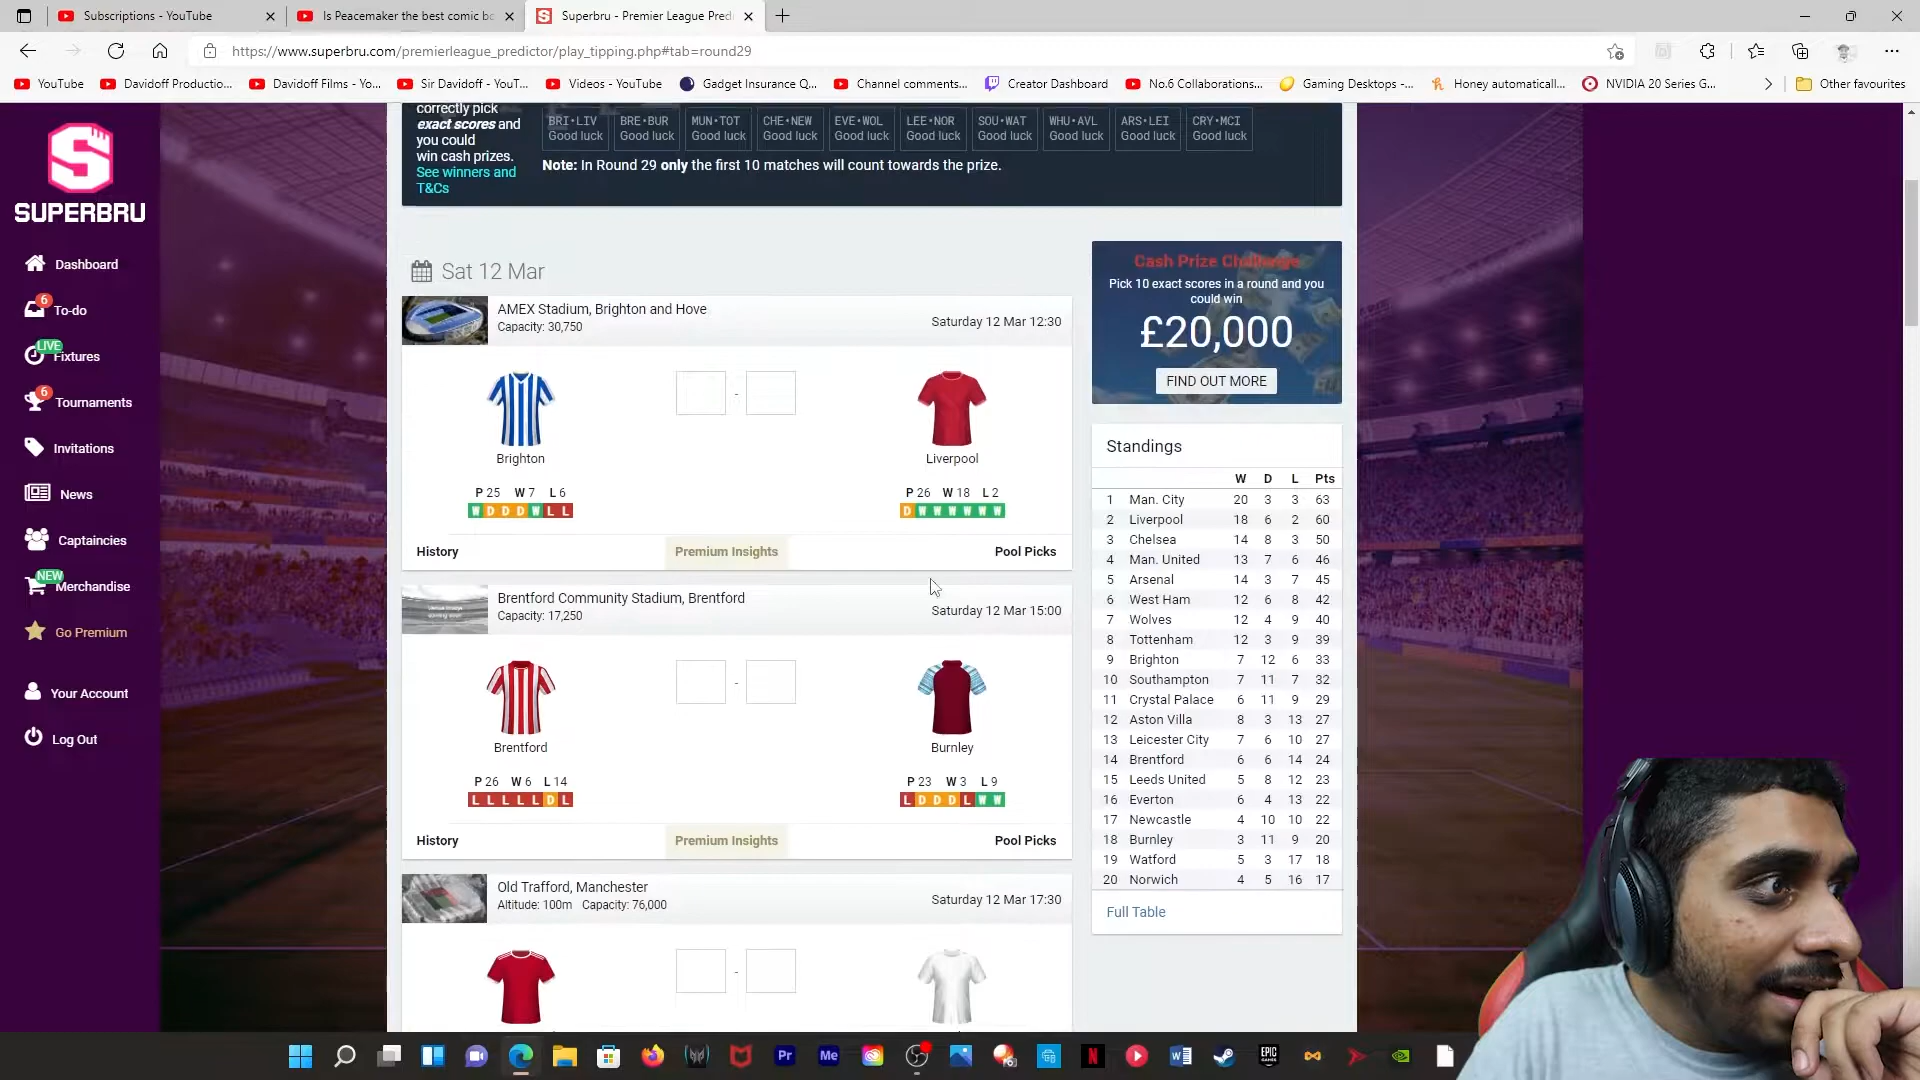 Subscriptions - YouTube
Is Peacemaker the best comic bo
Superbru - Premier League Predi
https://www.superbru.com/premierleague_predictor/play_tipping.php#tab=round29
YouTube
Davidoff Productio...
Davidoff Films - Yo...
Sir Davidoff - YouT...
Videos - YouTube
Gadget Insurance Q...
Channel comments...
Creator Dashboard
No.6 Collaborations...
Gaming Desktops -...
Honey automaticall...
NVIDIA 20 Series G...
Other favourites
SUPERBRU
Dashboard
6
To-do
LIVE
Fixtures
6
Tournaments
Invitations
News
Captaincies
NEW
Merchandise
Go Premium
Your Account
Log Out
correctly pick
exact scores and
you could
win cash prizes.
See winners and
T&Cs
BRI•LIV BRE•BUR MUN•TOT CHE•NEW EVE•WOL LEE•NOR SOU•WAT WHU•AVL ARS•LEI CRY•MCI
Good luck Good luck Good luck Good luck Good luck Good luck Good luck Good luck Good luck Good luck
Note: In Round 29 only the first 10 matches will count towards the prize.
Sat 12 Mar
AMEX Stadium, Brighton and Hove
Capacity: 30,750
Saturday 12 Mar 12:30
-
Brighton
Liverpool
P 25 W 7 L 6
P 26 W 18 L 2
W D D D W L L
D W W W W W W
History
Premium Insights
Pool Picks
Brentford Community Stadium, Brentford
Capacity: 17,250
Saturday 12 Mar 15:00
-
Brentford
Burnley
P 26 W 6 L 14
P 23 W 3 L 9
L L L L L D L
L D D D L W W
History
Premium Insights
Pool Picks
Old Trafford, Manchester
Altitude: 100m Capacity: 76,000
Saturday 12 Mar 17:30
-
Cash Prize Challenge
Pick 10 exact scores in a round and you
could win
£20,000
FIND OUT MORE
Standings
W D L Pts
1 Man. City 20 3 3 63
2 Liverpool 18 6 2 60
3 Chelsea 14 8 3 50
4 Man. United 13 7 6 46
5 Arsenal 14 3 7 45
6 West Ham 12 6 8 42
7 Wolves 12 4 9 40
8 Tottenham 12 3 9 39
9 Brighton 7 12 6 33
10 Southampton 7 11 7 32
11 Crystal Palace 6 11 9 29
12 Aston Villa 8 3 13 27
13 Leicester City 7 6 10 27
14 Brentford 6 6 14 24
15 Leeds United 5 8 12 23
16 Everton 6 4 13 22
17 Newcastle 4 10 10 22
18 Burnley 3 11 9 20
19 Watford 5 3 17 18
20 Norwich 4 5 16 17
Full Table
Pr
Me
N
W
EPIC
GAMES